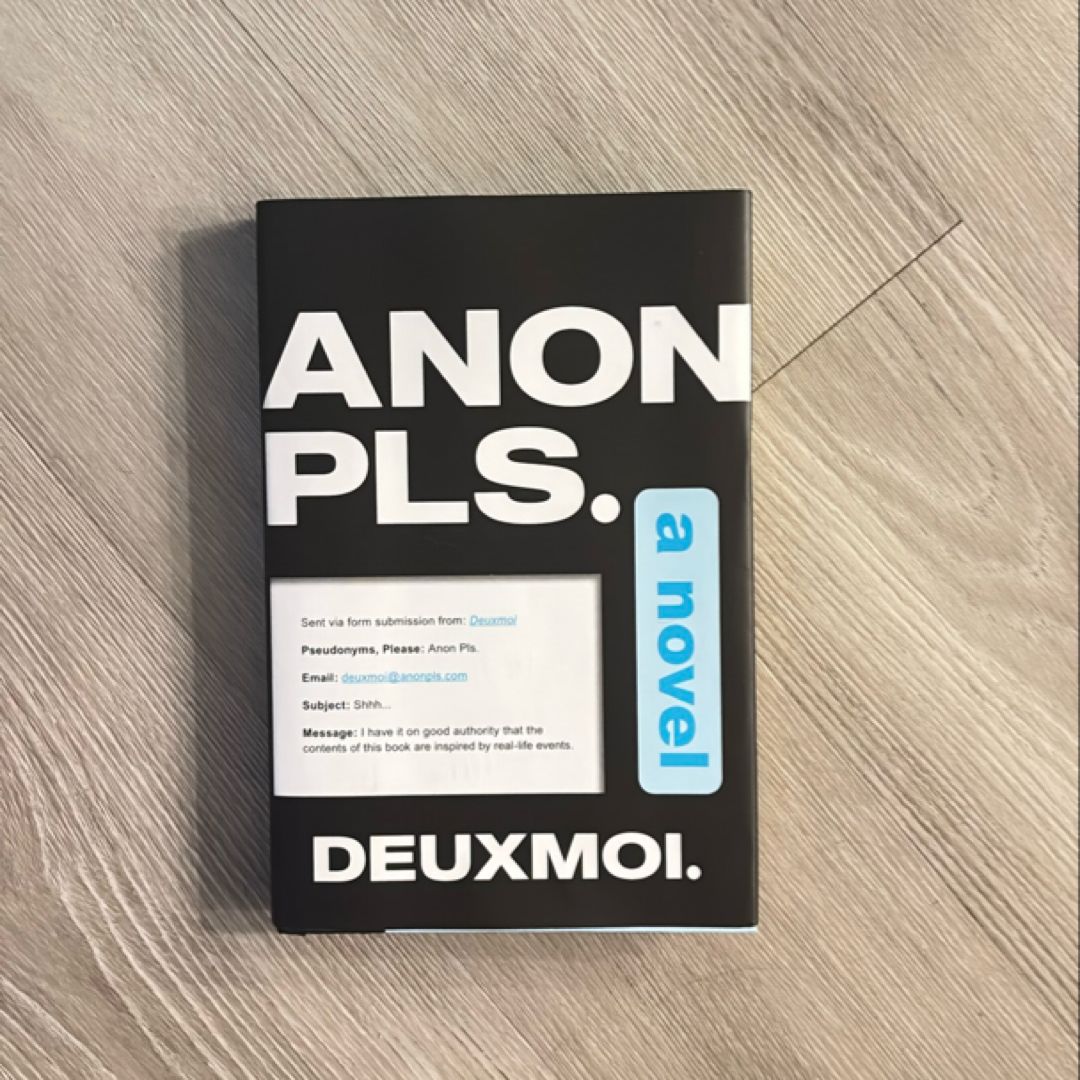 ANON
PLS.
a novel
Sent via form submission from: Deuxmoi
Pseudonyms, Please: Anon Pls.
Email: deuxmoi@anonpls.com
Subject: Shhh...
Message: I have it on good authority that the
contents of this book are inspired by real-life events.
DEUXMOI.